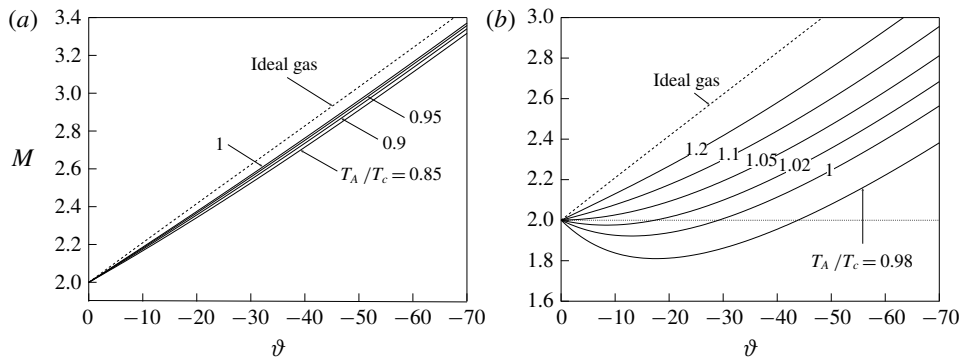 (a)
3.4
3.2
3.0
2.8
2.6
2.4
2.2
2.0
M
Ideal gas
1
0.95
0.9
T_A/T_c = 0.85
0 −10 −20 −30 −40 −50 −60 −70
ϑ
(b)
3.0
2.8
2.6
2.4
2.2
2.0
1.8
1.6
Ideal gas
1.2
1.1
1.05
1.02
1
T_A/T_c = 0.98
0 −10 −20 −30 −40 −50 −60 −70
ϑ